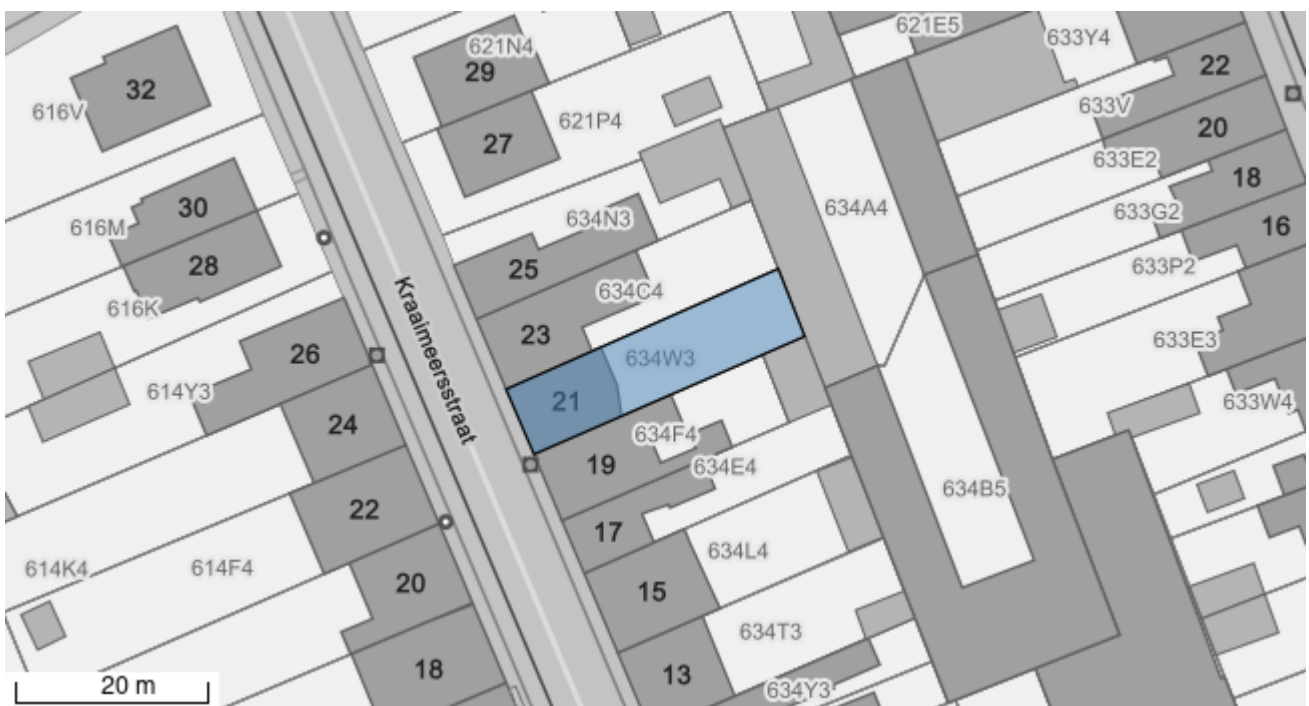 621E5
633Y4
621N4
29
22
32
616V
633V
621P4
20
27
633E2
18
30
634A4
633G2
634N3
616M
16
25
28
633P2
634C4
616K
Kraaimeersstraat
23
633E3
26
634W3
614Y3
21
633W4
24
634F4
19
634E4
634B5
22
17
634L4
614K4
614F4
20
15
634T3
18
13
634Y3
20 m